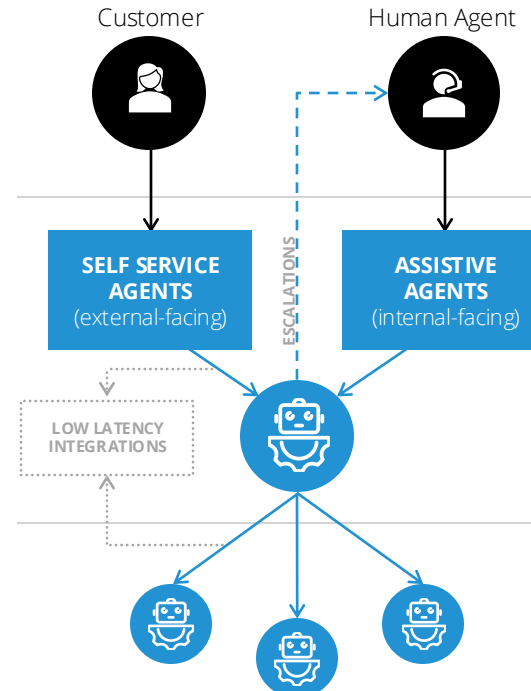 Customer
Human Agent
SELF SERVICE
AGENTS
(external-facing)
ESCALATIONS
ASSISTIVE
AGENTS
(internal-facing)
LOW LATENCY
INTEGRATIONS